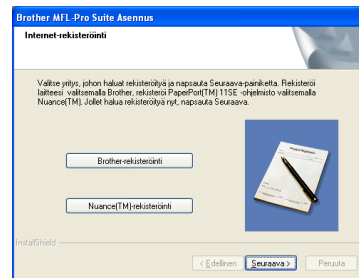 Brother MFL-Pro Suite Asennus
Internet-rekisteröinti
Valitse yritys, johon haluat rekisteröityä ja napsauta Seuraava-painiketta. Rekisteröi
laitteesi valitsemalla Brother, rekisteröi PaperPort(TM) 11SE -ohjelmisto valitsemalla
Nuance(TM). Jollet halua rekisteröityä nyt, napsauta Seuraava.
Brother-rekisteröinti
Nuance(TM)-rekisteröinti
InstallShield
< Edellinen
Seuraava >
Peruuta